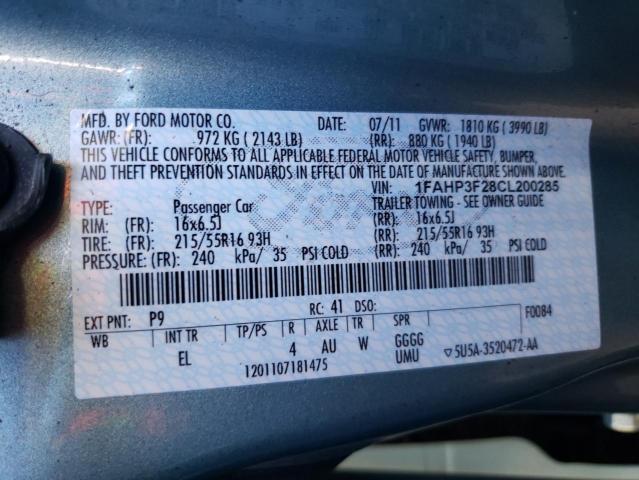 MFD. BY FORD MOTOR CO. DATE: 07/11 GVWR: 1810 KG ( 3990 LB)
GAWR: (FR): 972 KG ( 2143 LB) (RR): 880 KG ( 1940 LB)
THIS VEHICLE CONFORMS TO ALL APPLICABLE FEDERAL MOTOR VEHICLE SAFETY, BUMPER,
AND THEFT PREVENTION STANDARDS IN EFFECT ON THE DATE OF MANUFACTURE SHOWN ABOVE.
VIN: 1FAHP3F28CL200285
TYPE: Passenger Car TRAILER TOWING - SEE OWNER GUIDE
RIM: (FR): 16x6.5J (RR): 16x6.5J
TIRE: (FR): 215/55R16 93H (RR): 215/55R16 93H
PRESSURE: (FR): 240 kPa/ 35 PSI COLD (RR): 240 kPa/ 35 PSI COLD
EXT PNT: P9 RC: 41 DSO: F0084
WB INT TR TP/PS R AXLE TR SPR
EL 4 AU W GGGG
UMU
1201107181475 ▽5U5A-3520472-AA